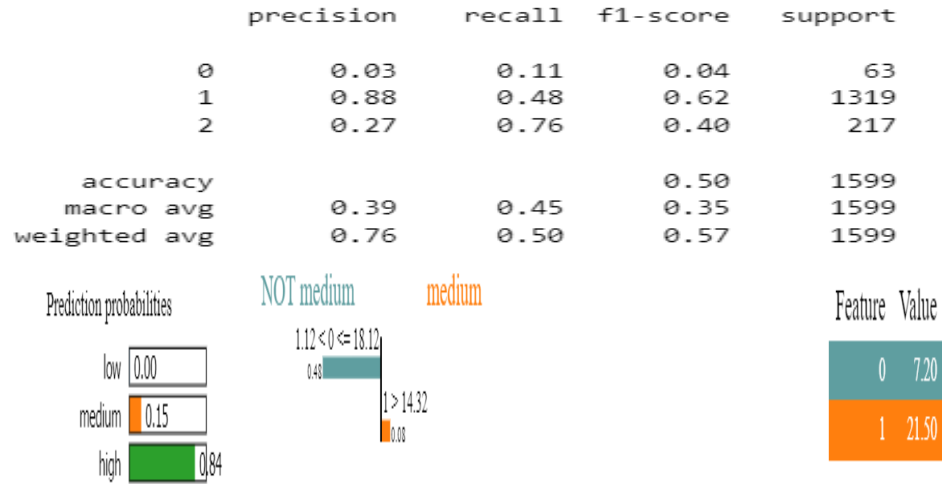 precision recall f1-score support
0 0.03 0.11 0.04 63
1 0.88 0.48 0.62 1319
2 0.27 0.76 0.40 217
accuracy 0.50 1599
macro avg 0.39 0.45 0.35 1599
weighted avg 0.76 0.50 0.57 1599
Prediction probabilities
low 0.00
medium 0.15
high 0.84
NOT medium medium
1.12 < 0 <= 18.12
0.48
1 > 14.32
0.08
Feature Value
0 7.20
1 21.50